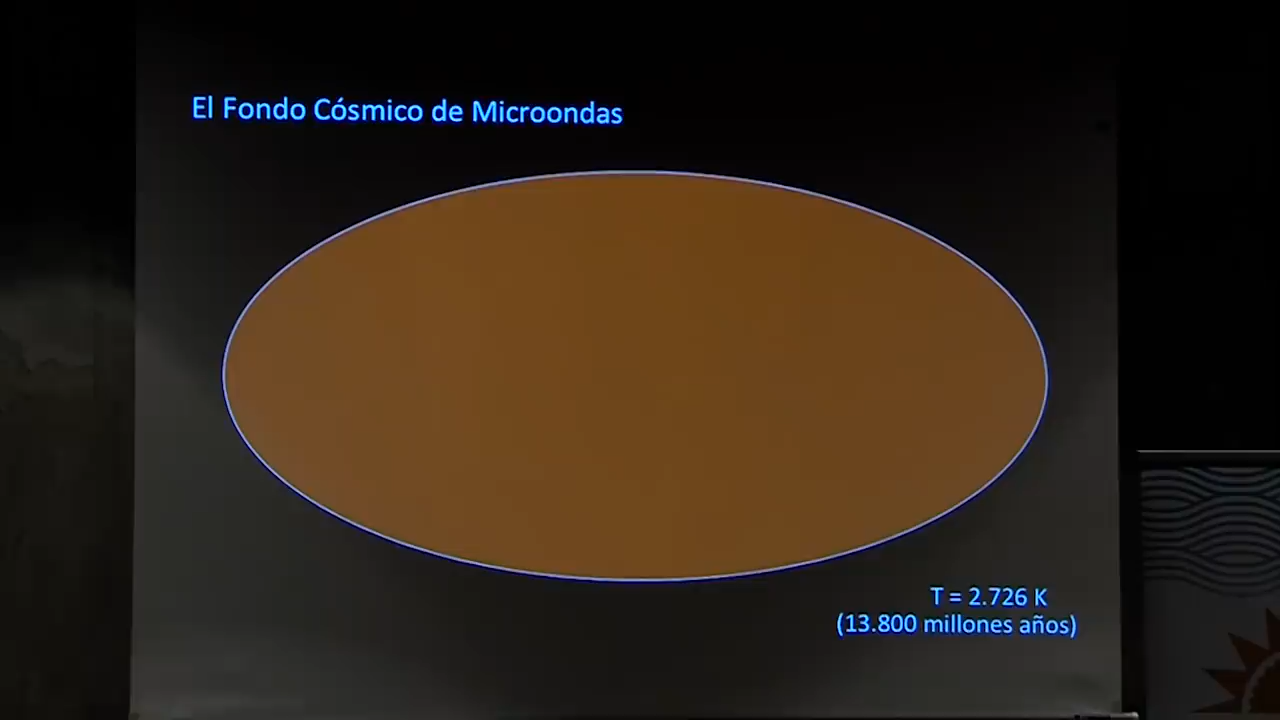 El Fondo Cósmico de Microondas
T = 2.726 K
(13.800 millones años)